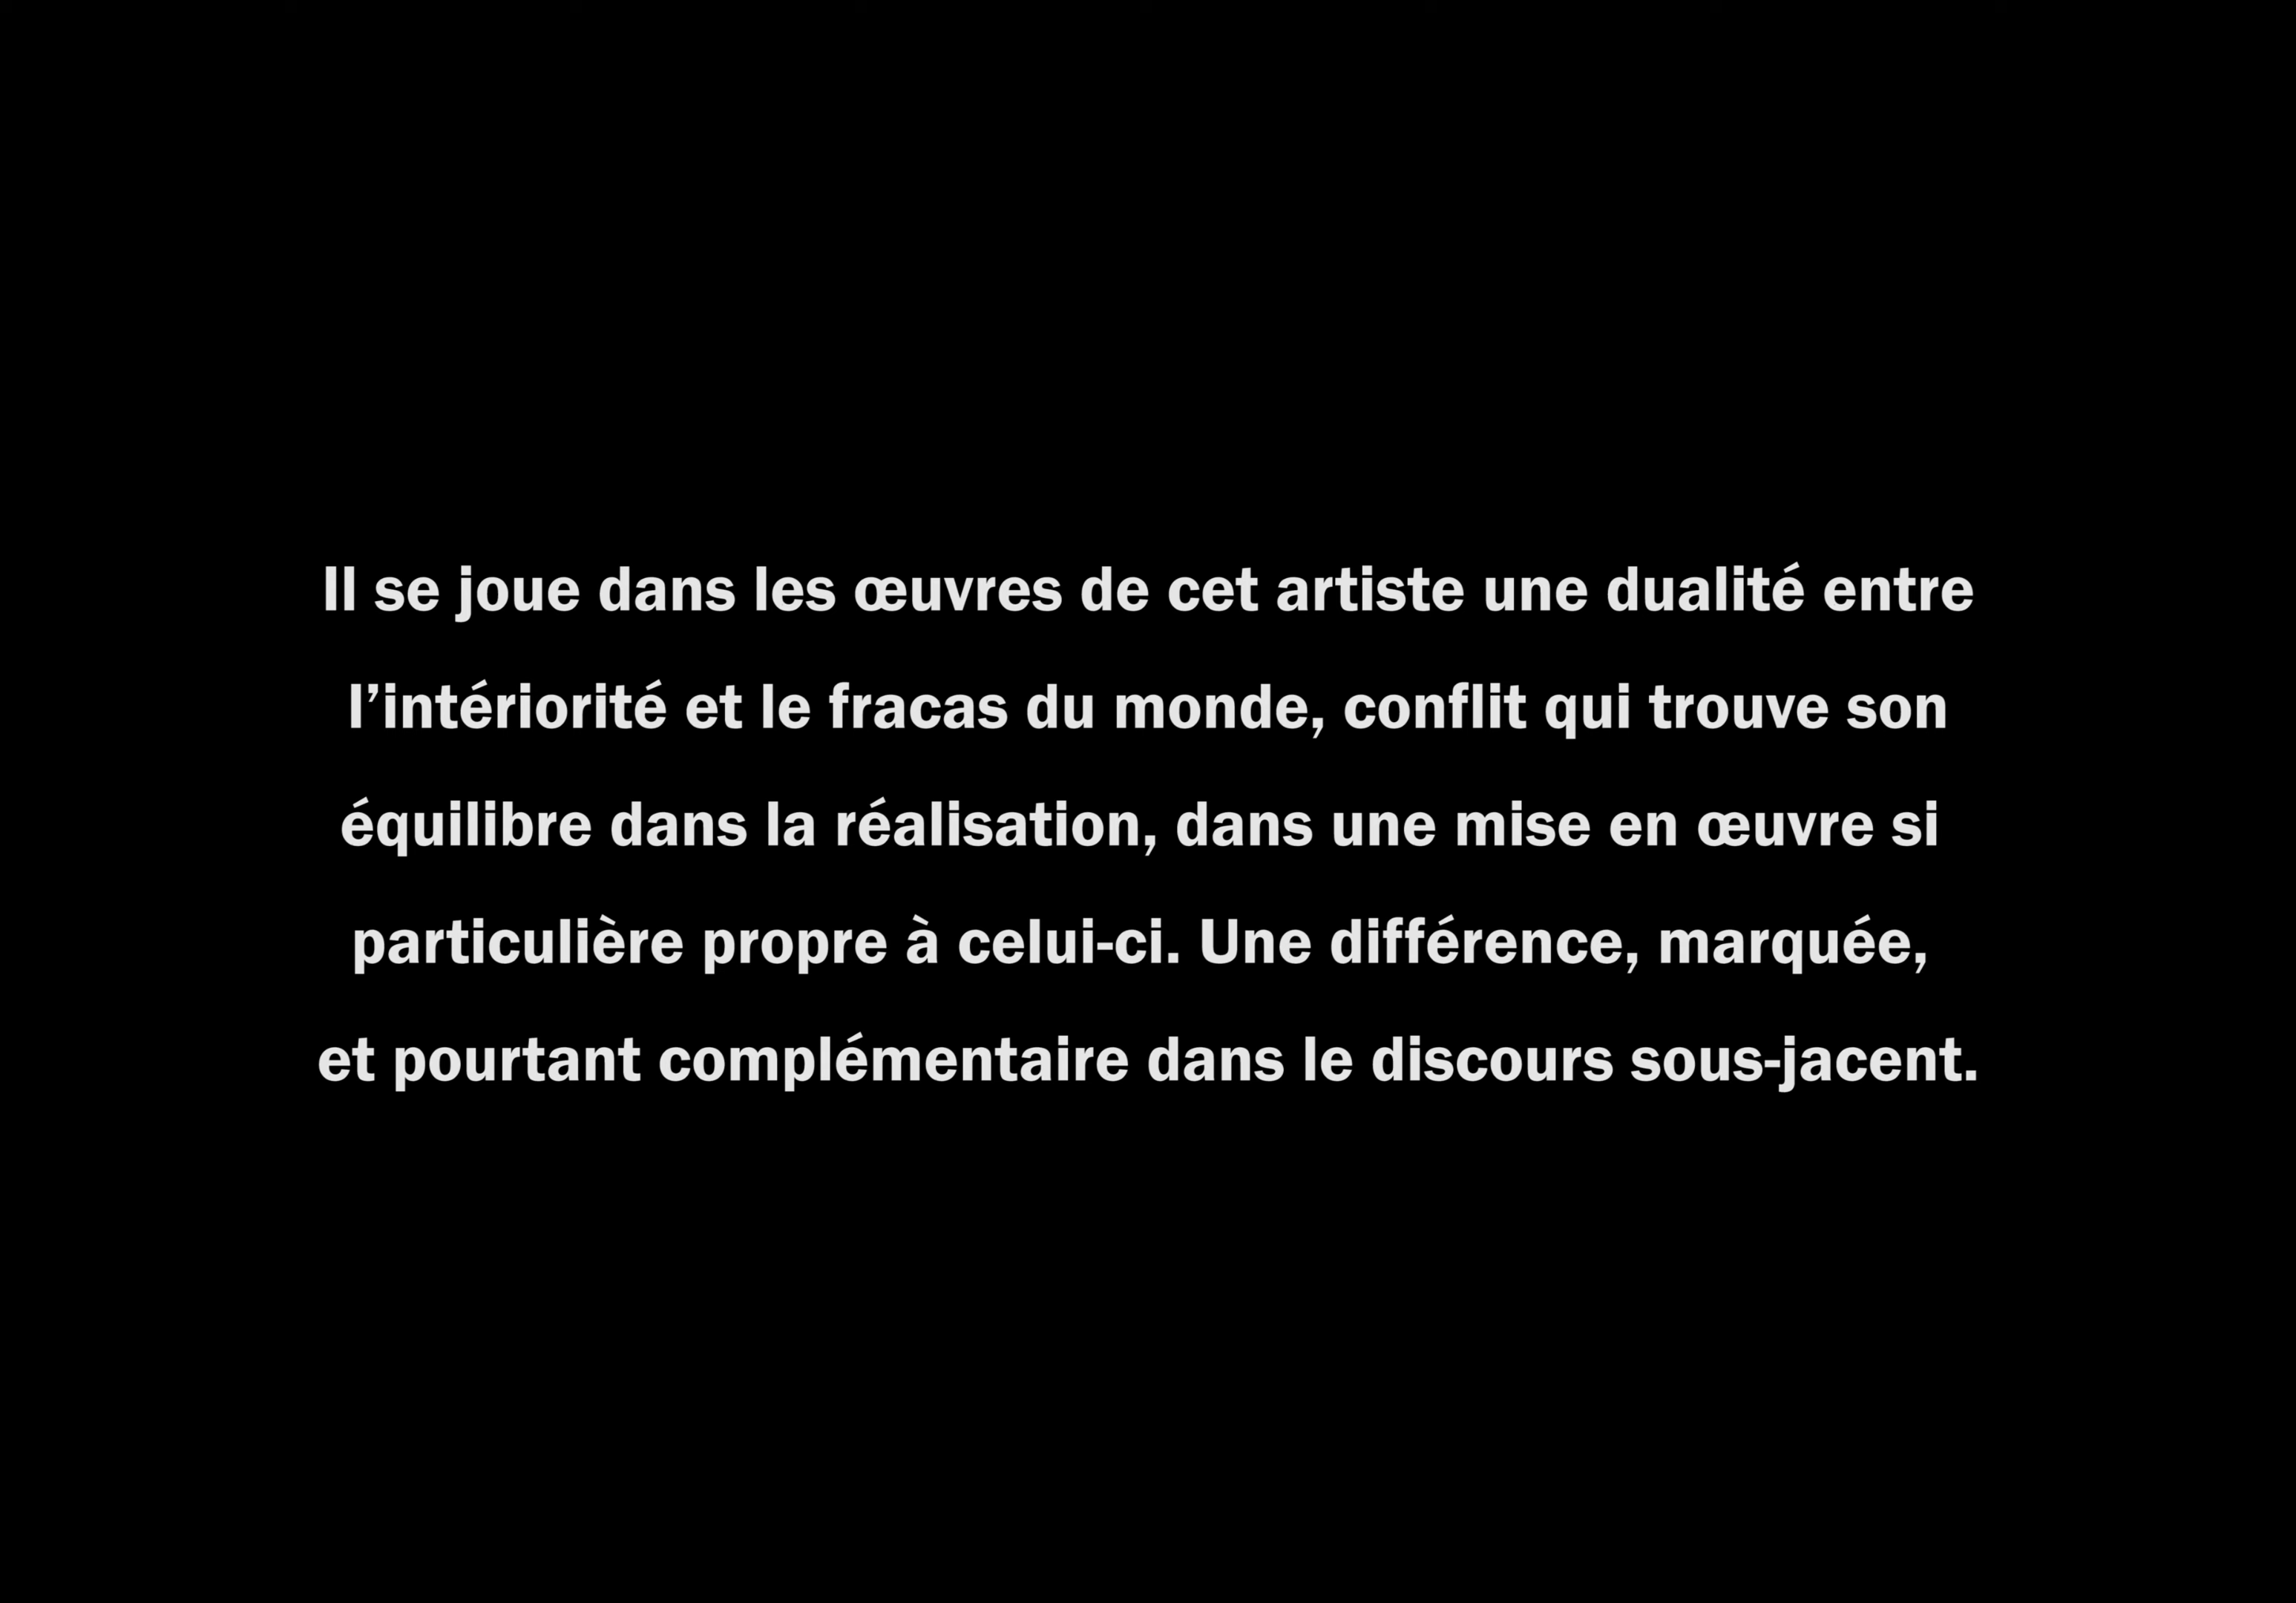 Il se joue dans les œuvres de cet artiste une dualité entre
l’intériorité et le fracas du monde, conflit qui trouve son
équilibre dans la réalisation, dans une mise en œuvre si
particulière propre à celui-ci. Une différence, marquée,
et pourtant complémentaire dans le discours sous-jacent.